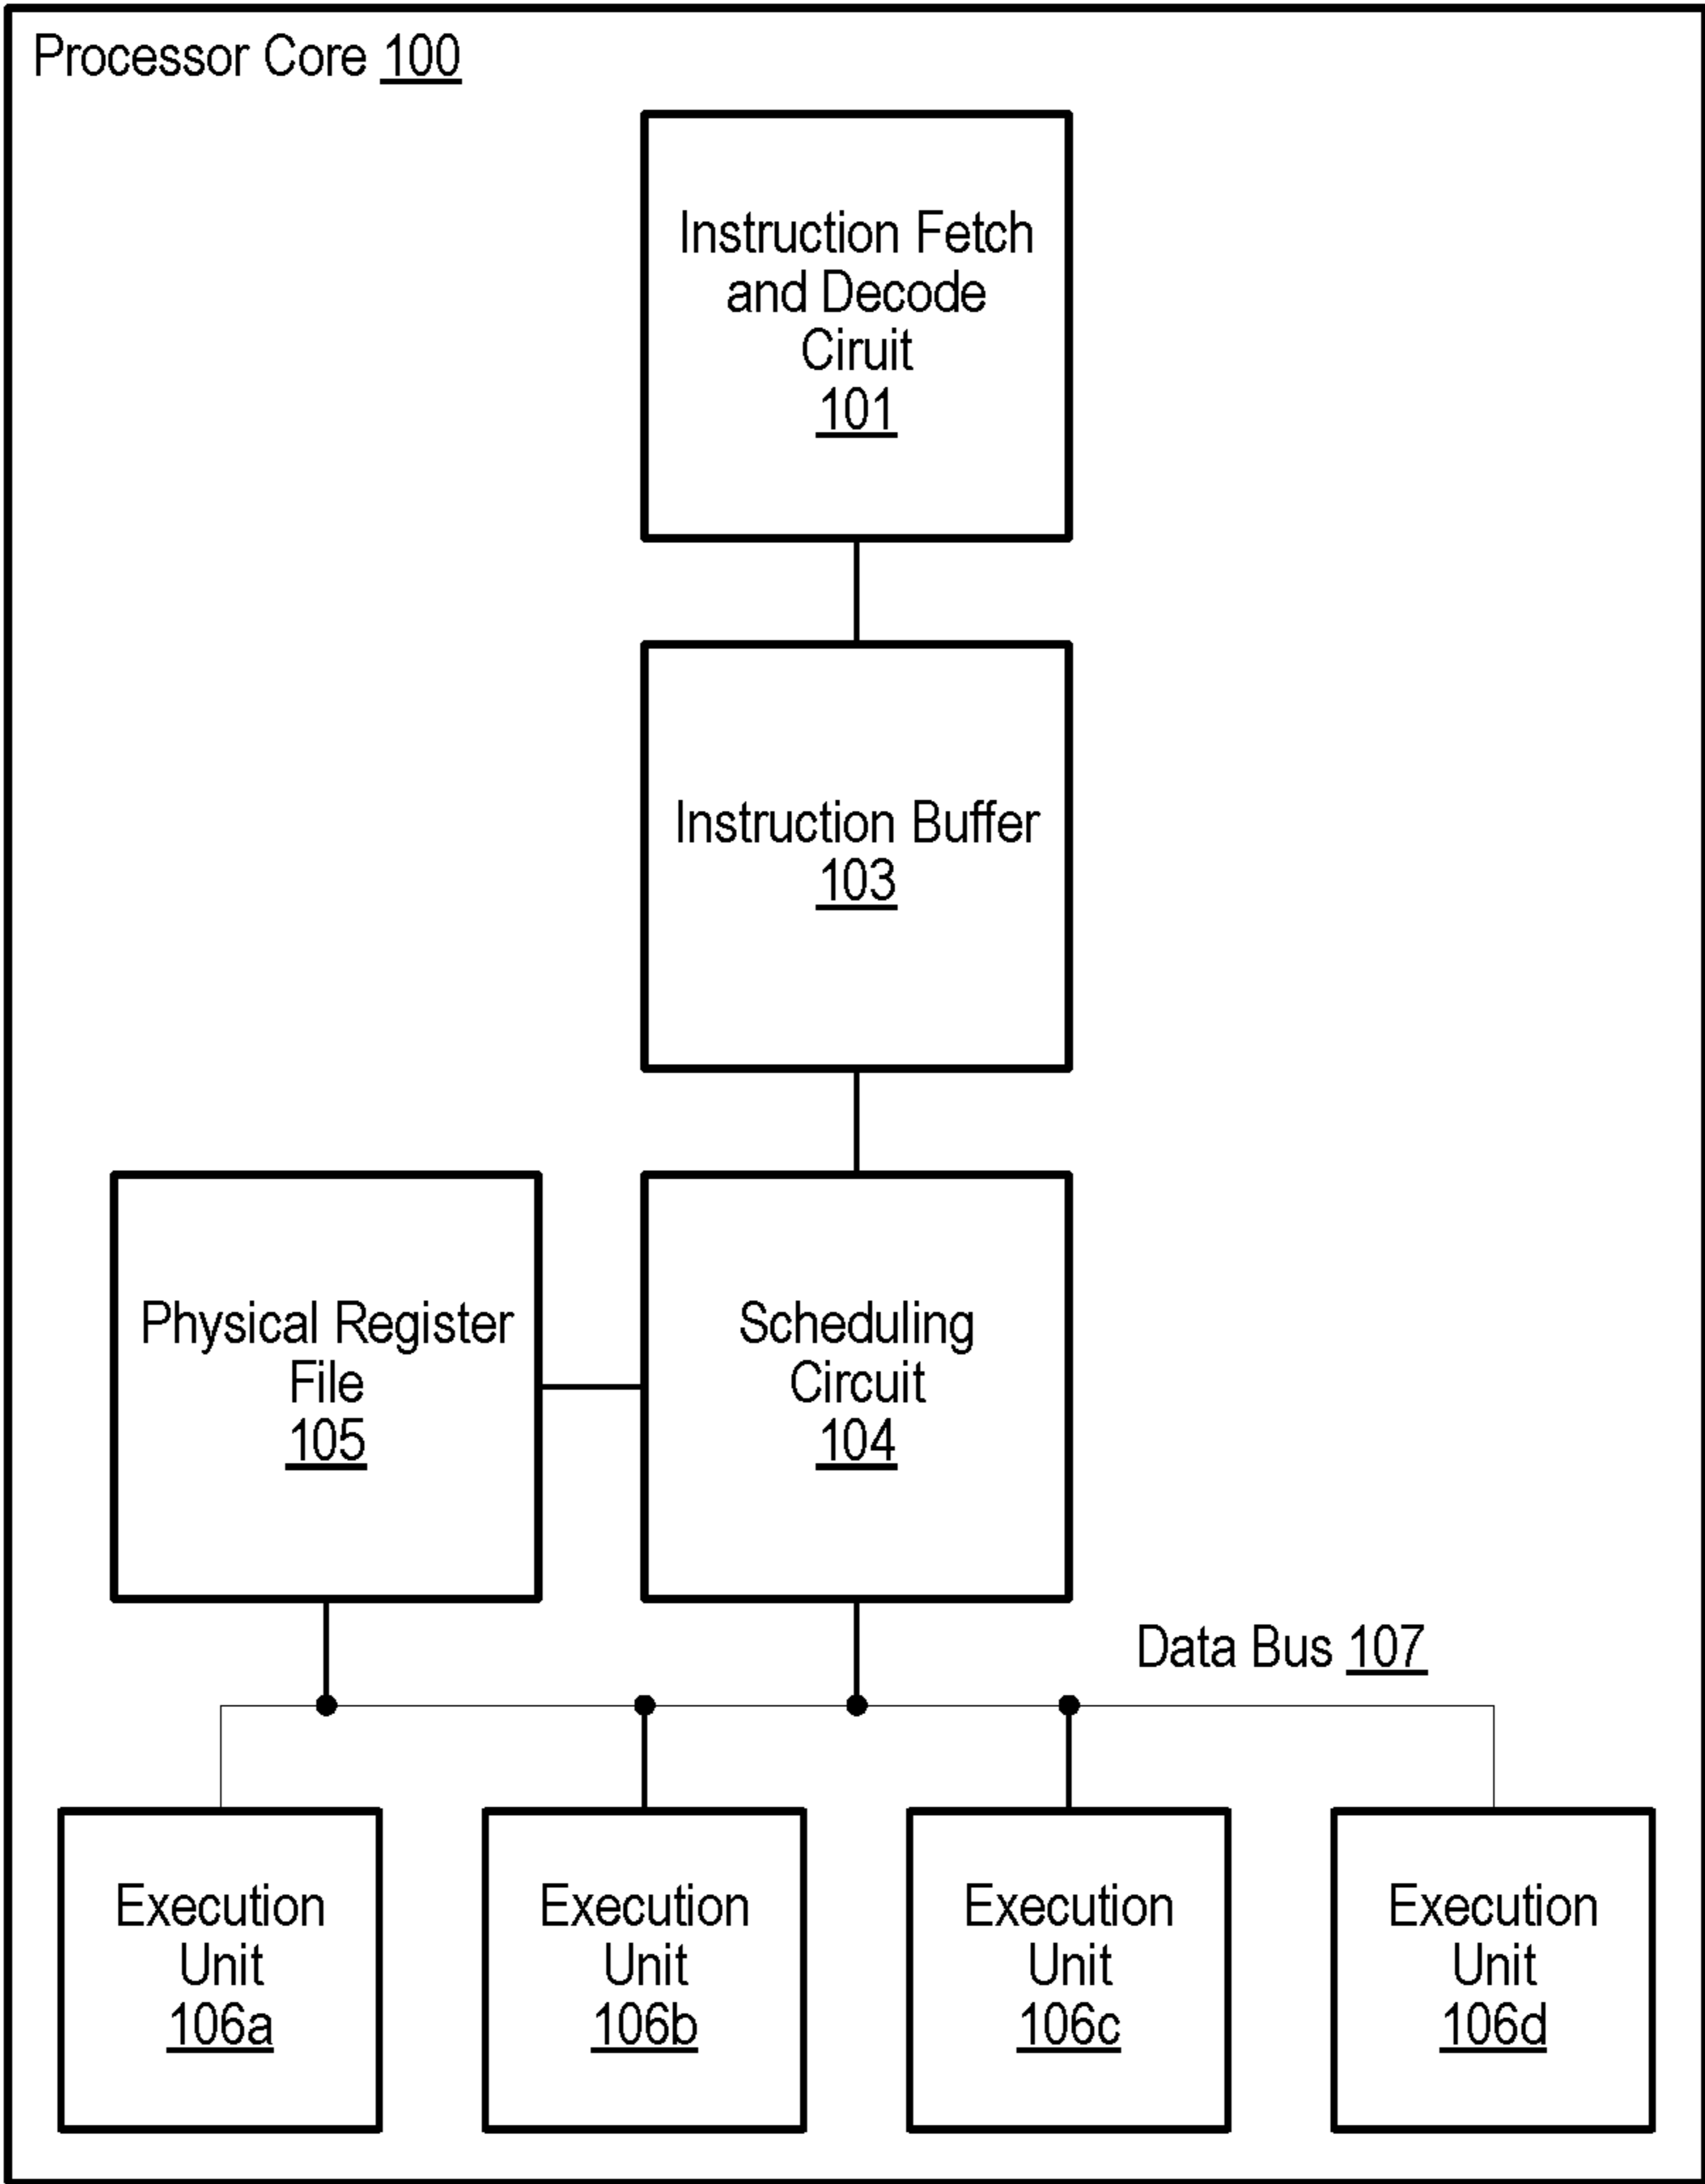 Processor Core 100
Instruction Fetch
and Decode
Ciruit
101
Instruction Buffer
103
Physical Register
File
105
Scheduling
Circuit
104
Data Bus 107
Execution
Unit
106a
Execution
Unit
106b
Execution
Unit
106c
Execution
Unit
106d